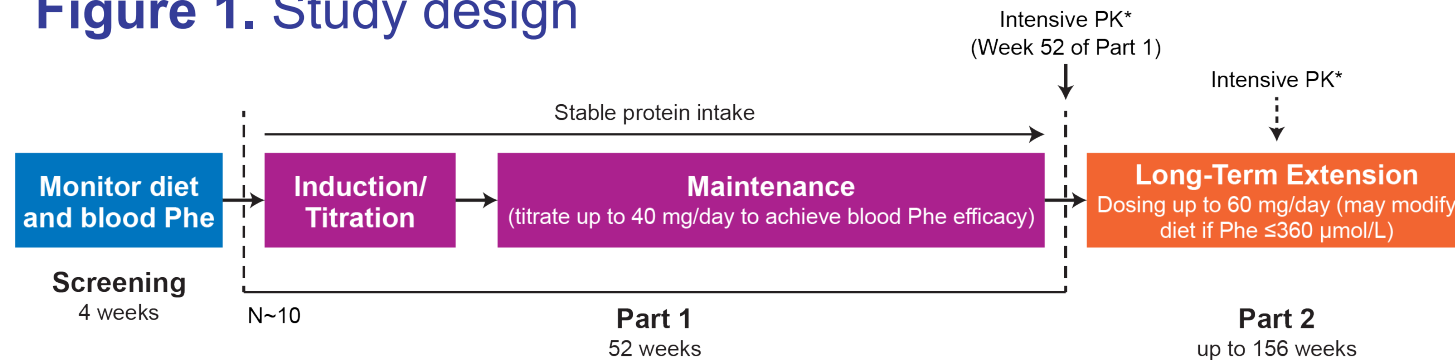 Figure 1. Study design
Intensive PK*
(Week 52 of Part 1)
Intensive PK*
Stable protein intake
Monitor diet
and blood Phe
Induction/
Titration
Maintenance
(titrate up to 40 mg/day to achieve blood Phe efficacy)
Long-Term Extension
Dosing up to 60 mg/day (may modify
diet if Phe ≤360 µmol/L)
Screening
4 weeks
N~10
Part 1
52 weeks
Part 2
up to 156 weeks